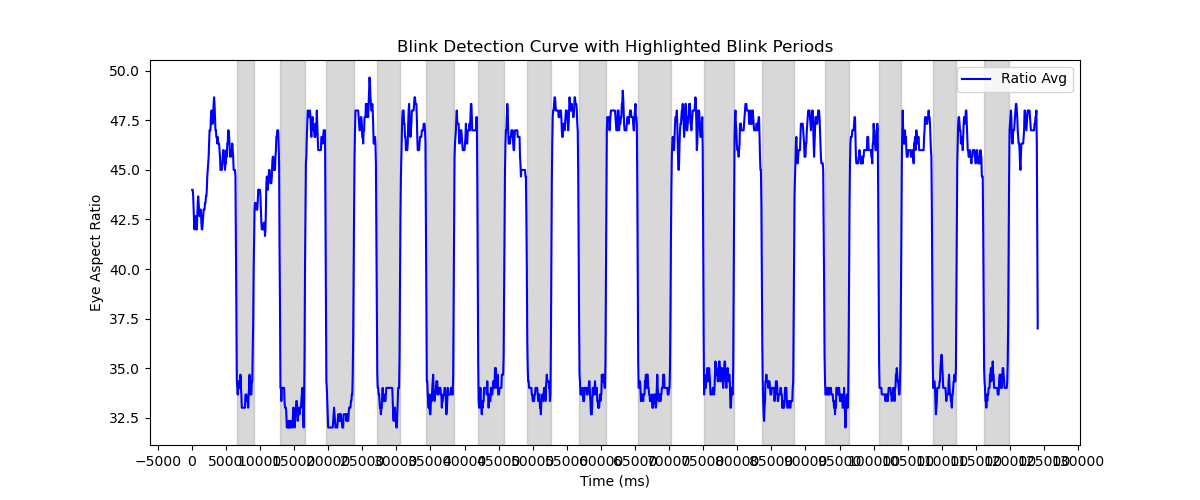 Blink Detection Curve with Highlighted Blink Periods
Ratio Avg
50.0
47.5
45.0
42.5
40.0
37.5
35.0
32.5
Eye Aspect Ratio
−5000 0 5000 10000 15000 20000 25000 30000 35000 40000 45000 50000 55000 60000 65000 70000 75000 80000 85000 90000 95000 100000 105000 110000 115000 120000 125000 130000
Time (ms)